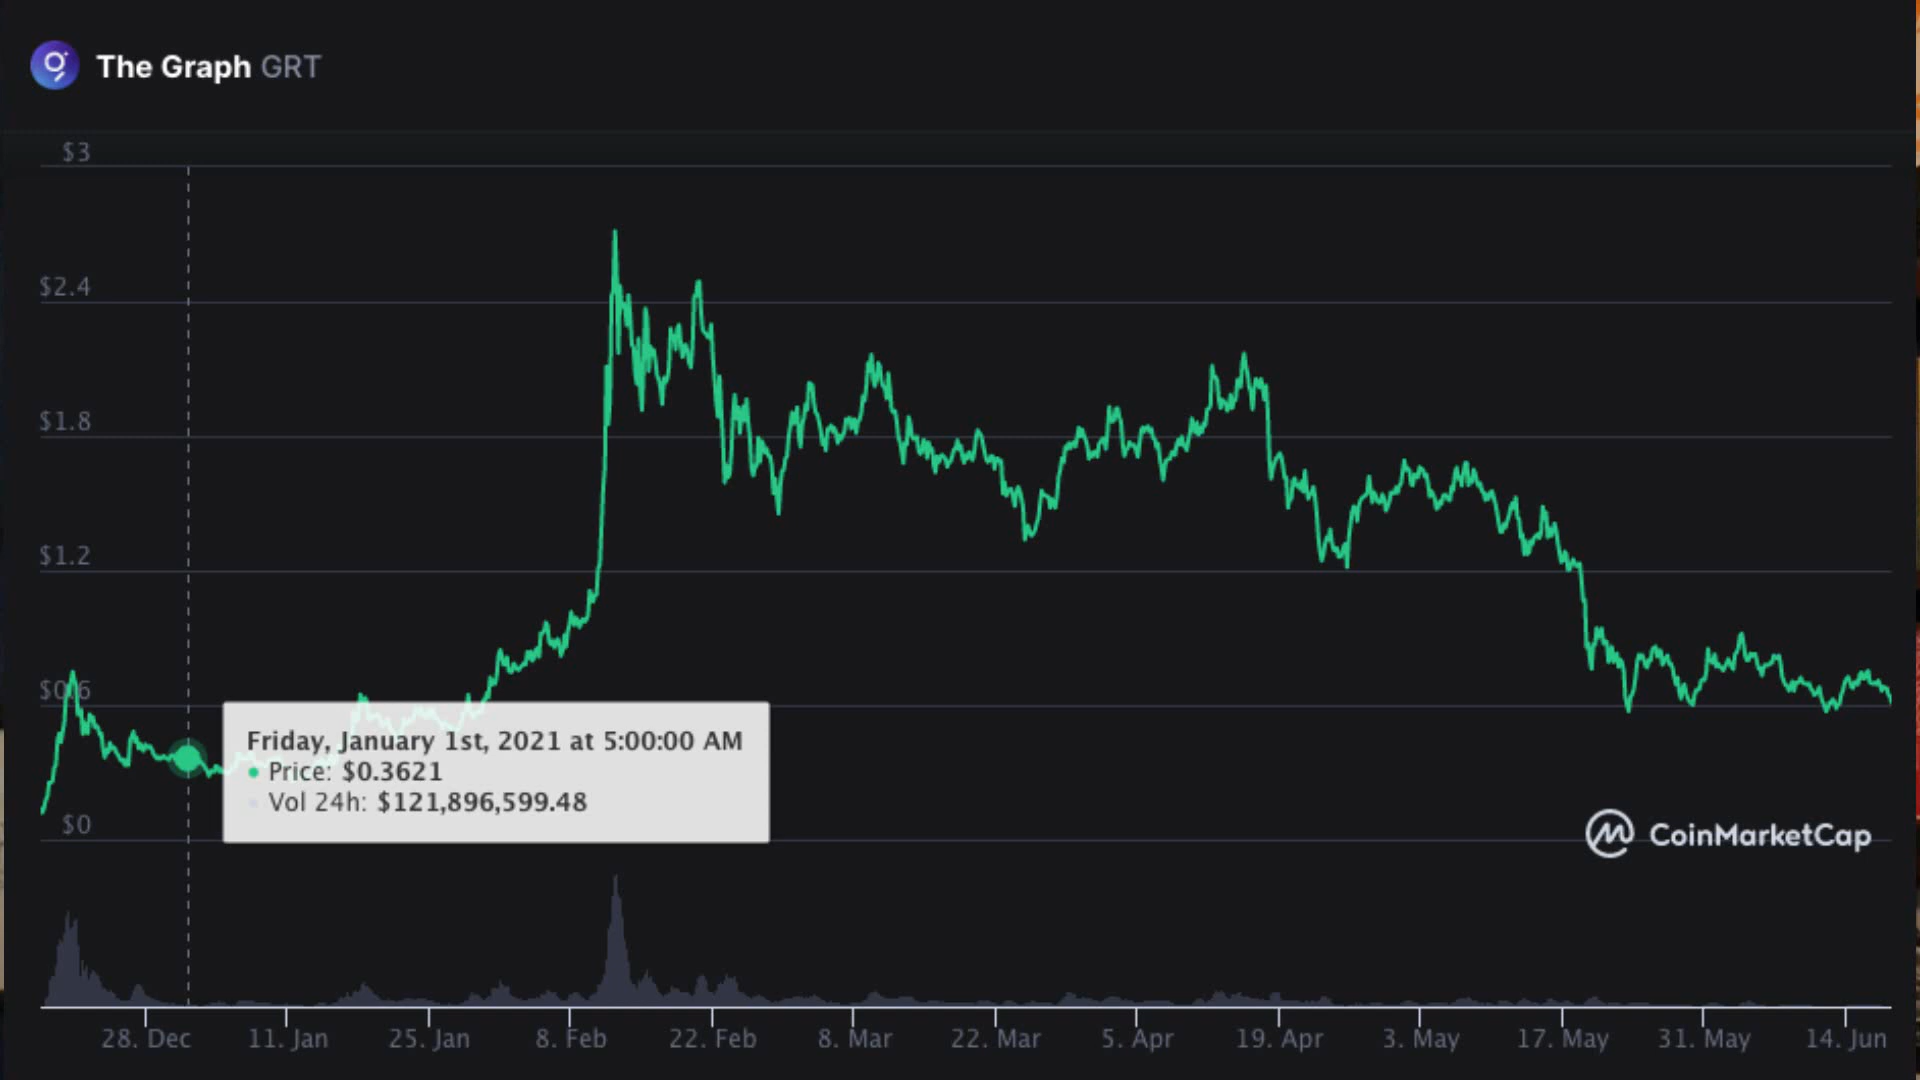 The Graph GRT
$3
$2.4
$1.8
$1.2
$0.6
$0
Friday, January 1st, 2021 at 5:00:00 AM
Price: $0.3621
Vol 24h: $121,896,599.48
CoinMarketCap
28. Dec 11. Jan 25. Jan 8. Feb 22. Feb 8. Mar 22. Mar 5. Apr 19. Apr 3. May 17. May 31. May 14. Jun